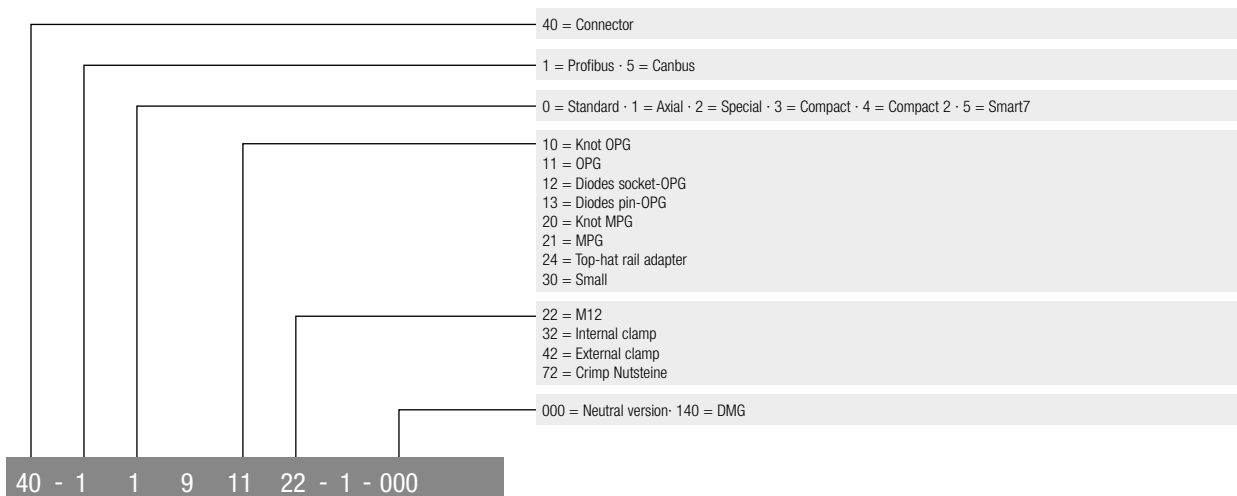 40 = Connector
1 = Profibus · 5 = Canbus
0 = Standard · 1 = Axial · 2 = Special · 3 = Compact · 4 = Compact 2 · 5 = Smart7
10 = Knot OPG
11 = OPG
12 = Diodes socket-OPG
13 = Diodes pin-OPG
20 = Knot MPG
21 = MPG
24 = Top-hat rail adapter
30 = Small
22 = M12
32 = Internal clamp
42 = External clamp
72 = Crimp Nutsteine
000 = Neutral version· 140 = DMG
40 - 1 1 9 11 22 - 1 - 000